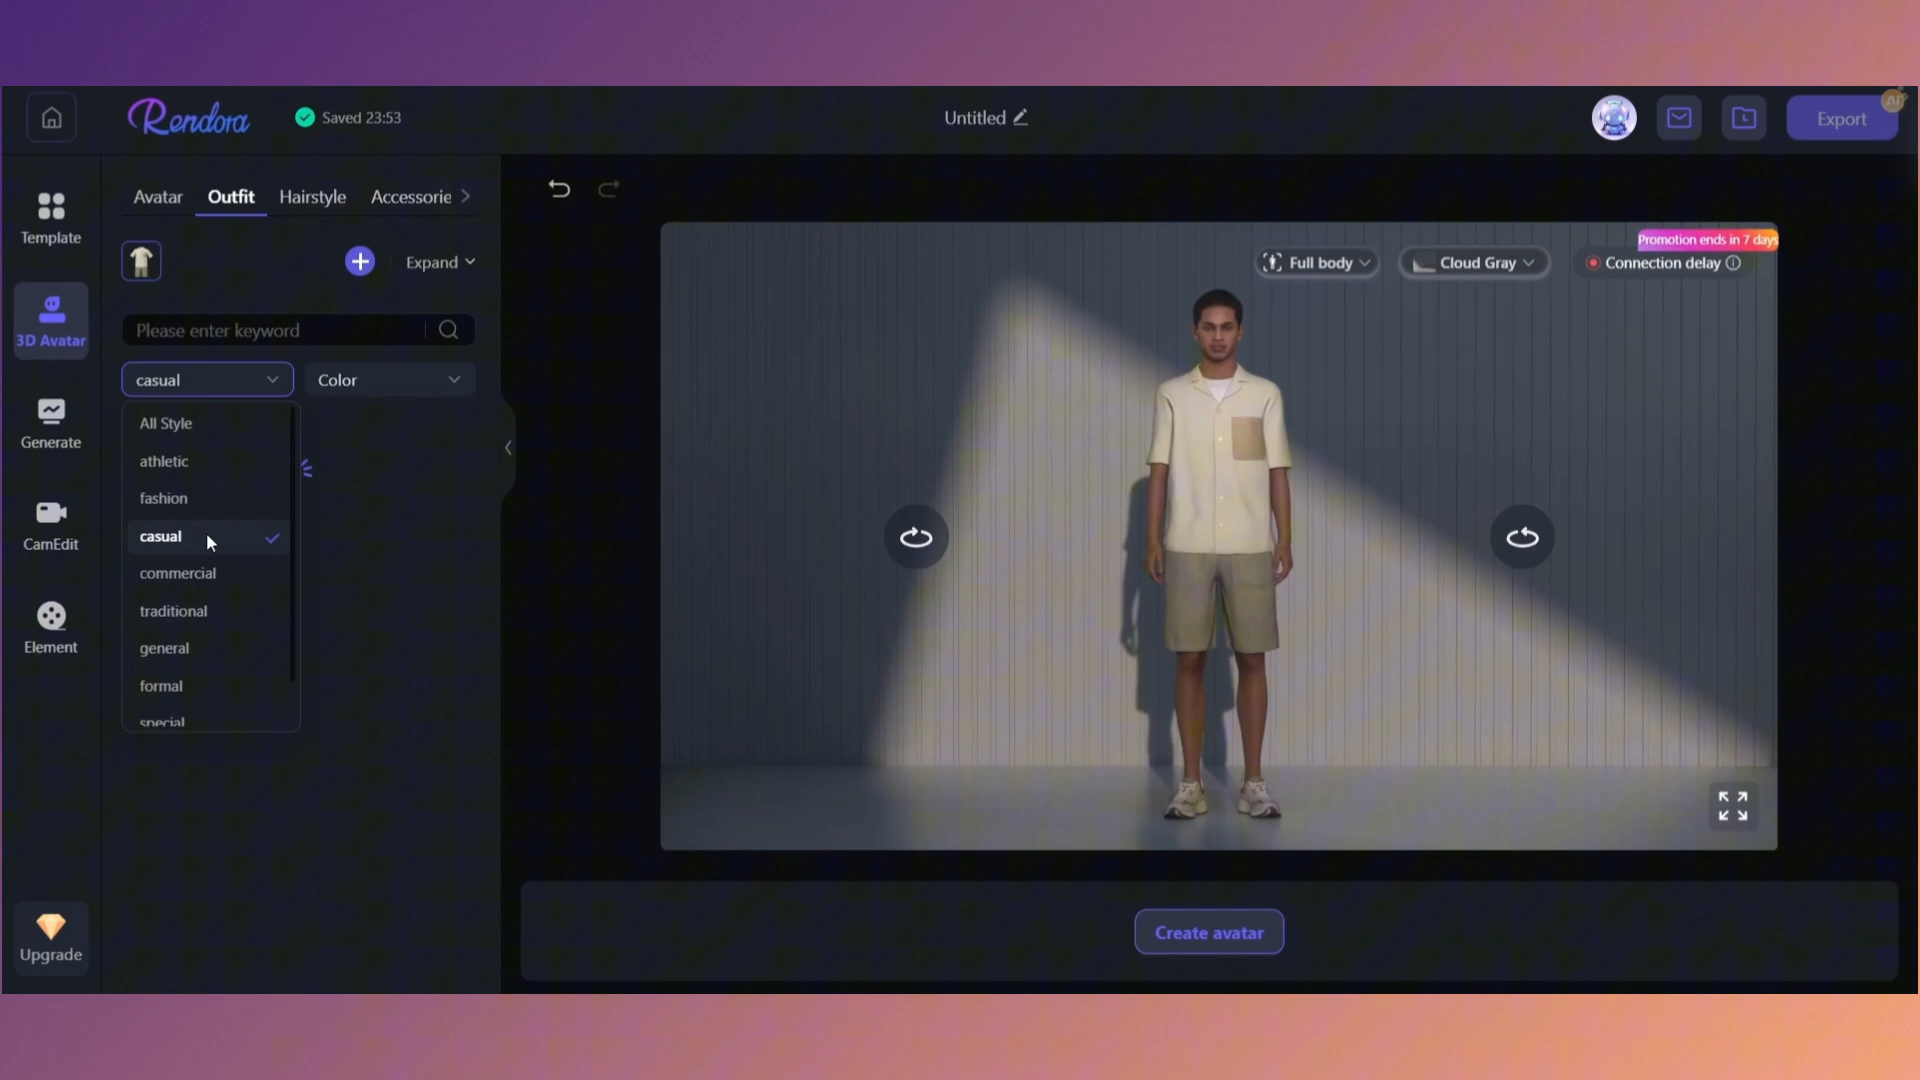 Rendora
Saved 23:53
Untitled
Export
Ai
Template
3D Avatar
Generate
CamEdit
Element
Upgrade
Avatar Outfit Hairstyle Accessorie
Expand
Please enter keyword
casual
Color
All Style
athletic
fashion
casual
commercial
traditional
general
formal
special
Promotion ends in 7 days
Full body
Cloud Gray
Connection delay
Create avatar